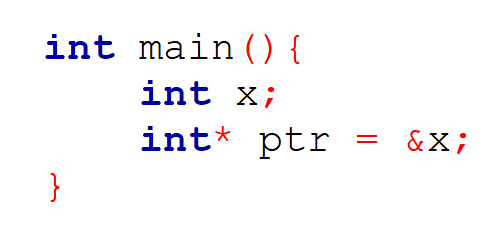 int main(){
    int x;
    int* ptr = &x;
}